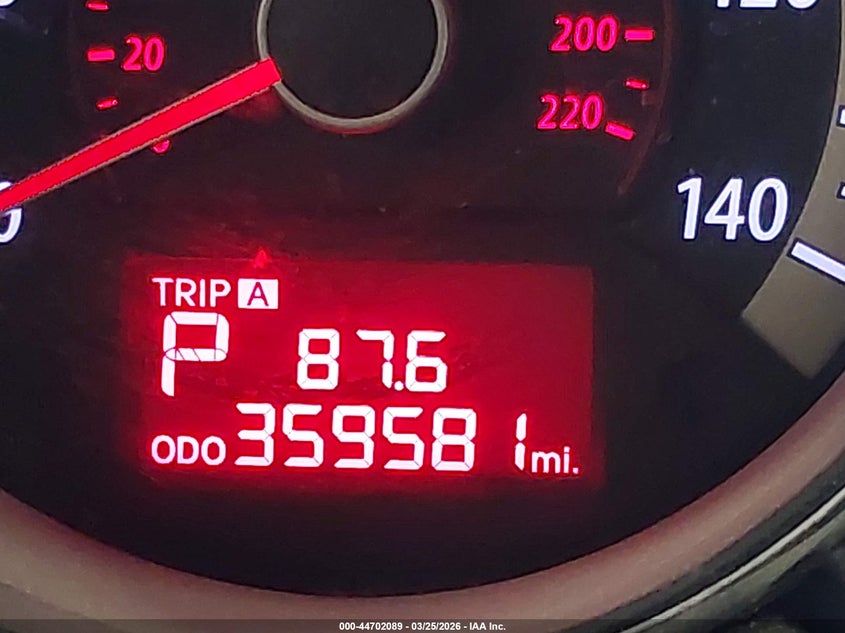 20
200
220
140
TRIP A
P 87.6
ODO 359581 mi.
000-44702089 - 03/25/2026 - IAA Inc.